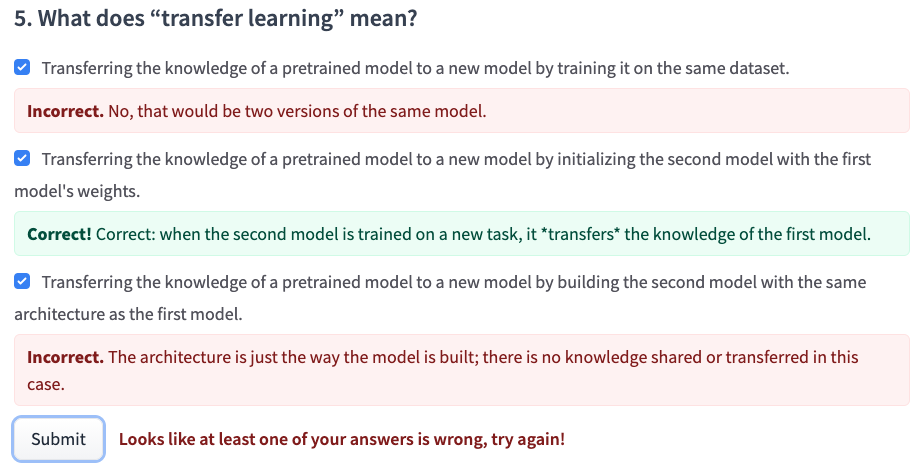 5. What does “transfer learning” mean?
Transferring the knowledge of a pretrained model to a new model by training it on the same dataset.
Incorrect. No, that would be two versions of the same model.
Transferring the knowledge of a pretrained model to a new model by initializing the second model with the first
model's weights.
Correct! Correct: when the second model is trained on a new task, it *transfers* the knowledge of the first model.
Transferring the knowledge of a pretrained model to a new model by building the second model with the same
architecture as the first model.
Incorrect. The architecture is just the way the model is built; there is no knowledge shared or transferred in this
case.
Submit Looks like at least one of your answers is wrong, try again!